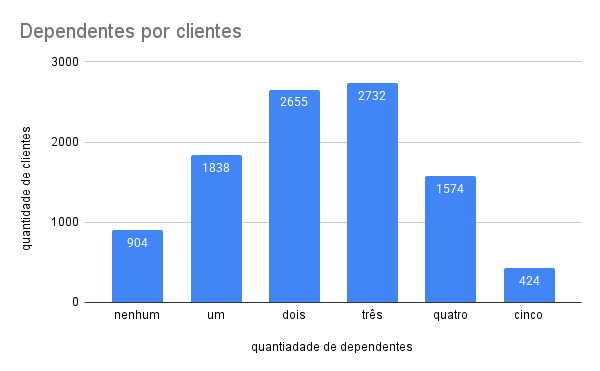 Dependentes por clientes
3000
2000
1000
0
quantidade de clientes
904
1838
2655
2732
1574
424
nenhum
um
dois
três
quatro
cinco
quantiadade de dependentes